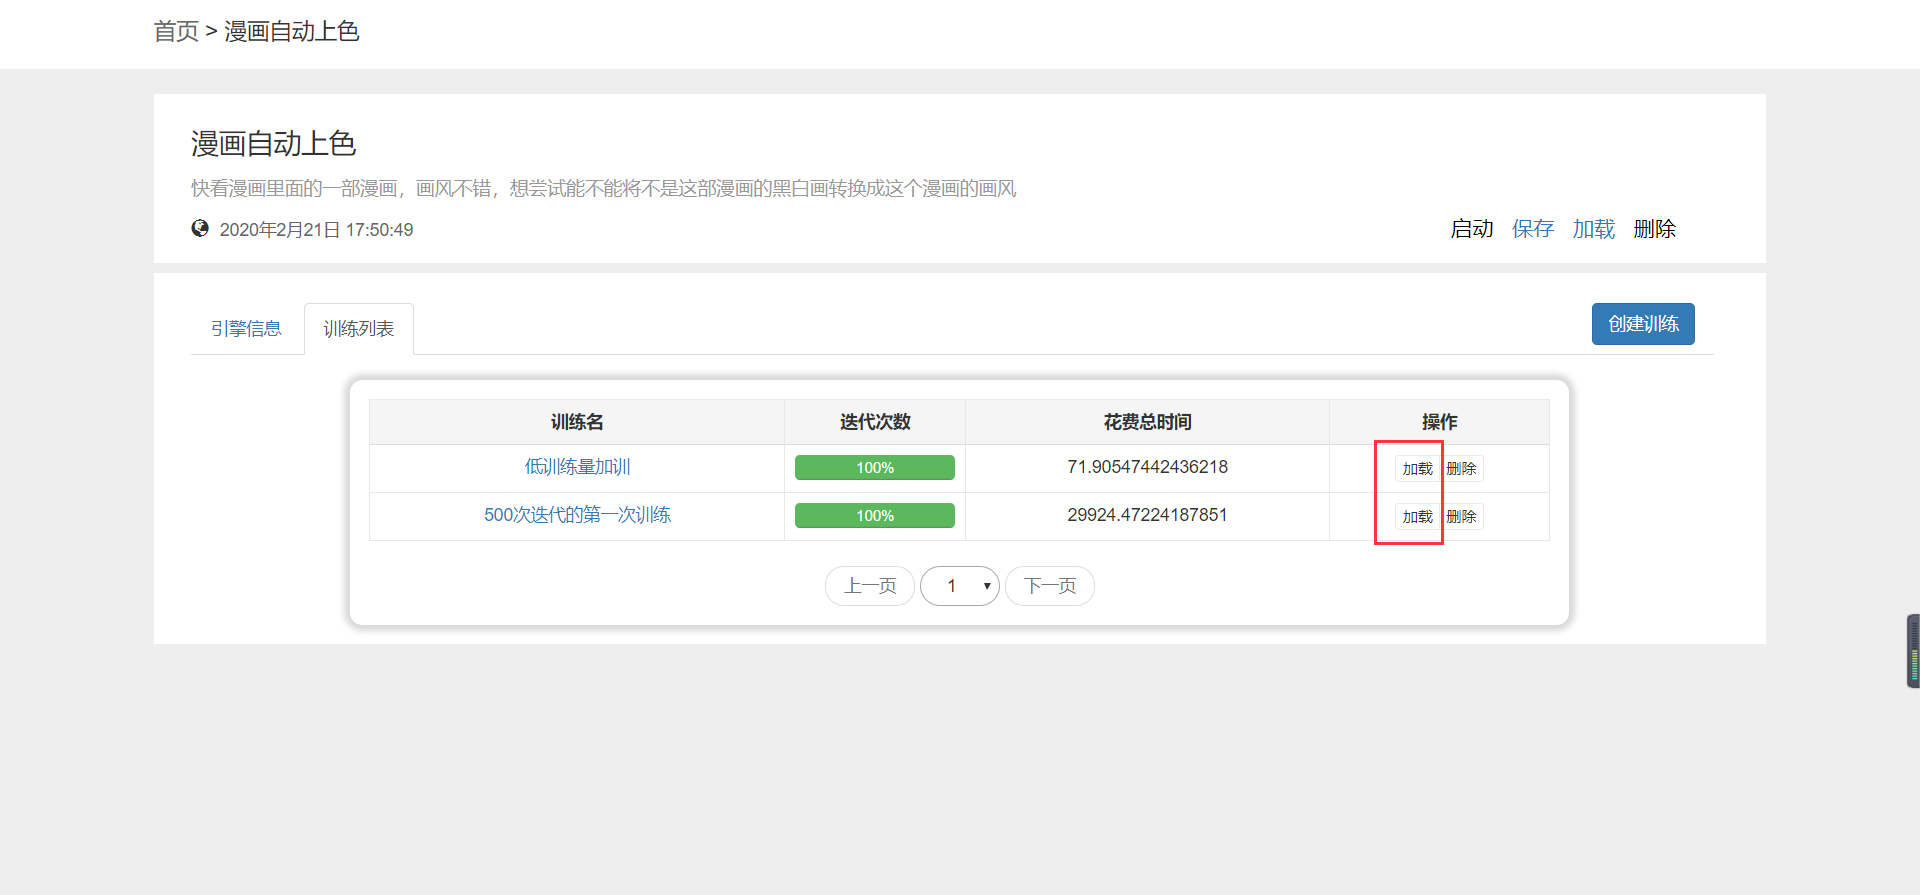 首页 > 漫画自动上色
漫画自动上色
快看漫画里面的一部漫画，画风不错，想尝试能不能将不是这部漫画的黑白画转换成这个漫画的画风
2020年2月21日 17:50:49
启动 保存 加载 删除
引擎信息 训练列表 创建训练
训练名 迭代次数 花费总时间 操作
低训练量加训 100% 71.90547442436218 加载 删除
500次迭代的第一次训练 100% 29924.47224187851 加载 删除
上一页 1 下一页